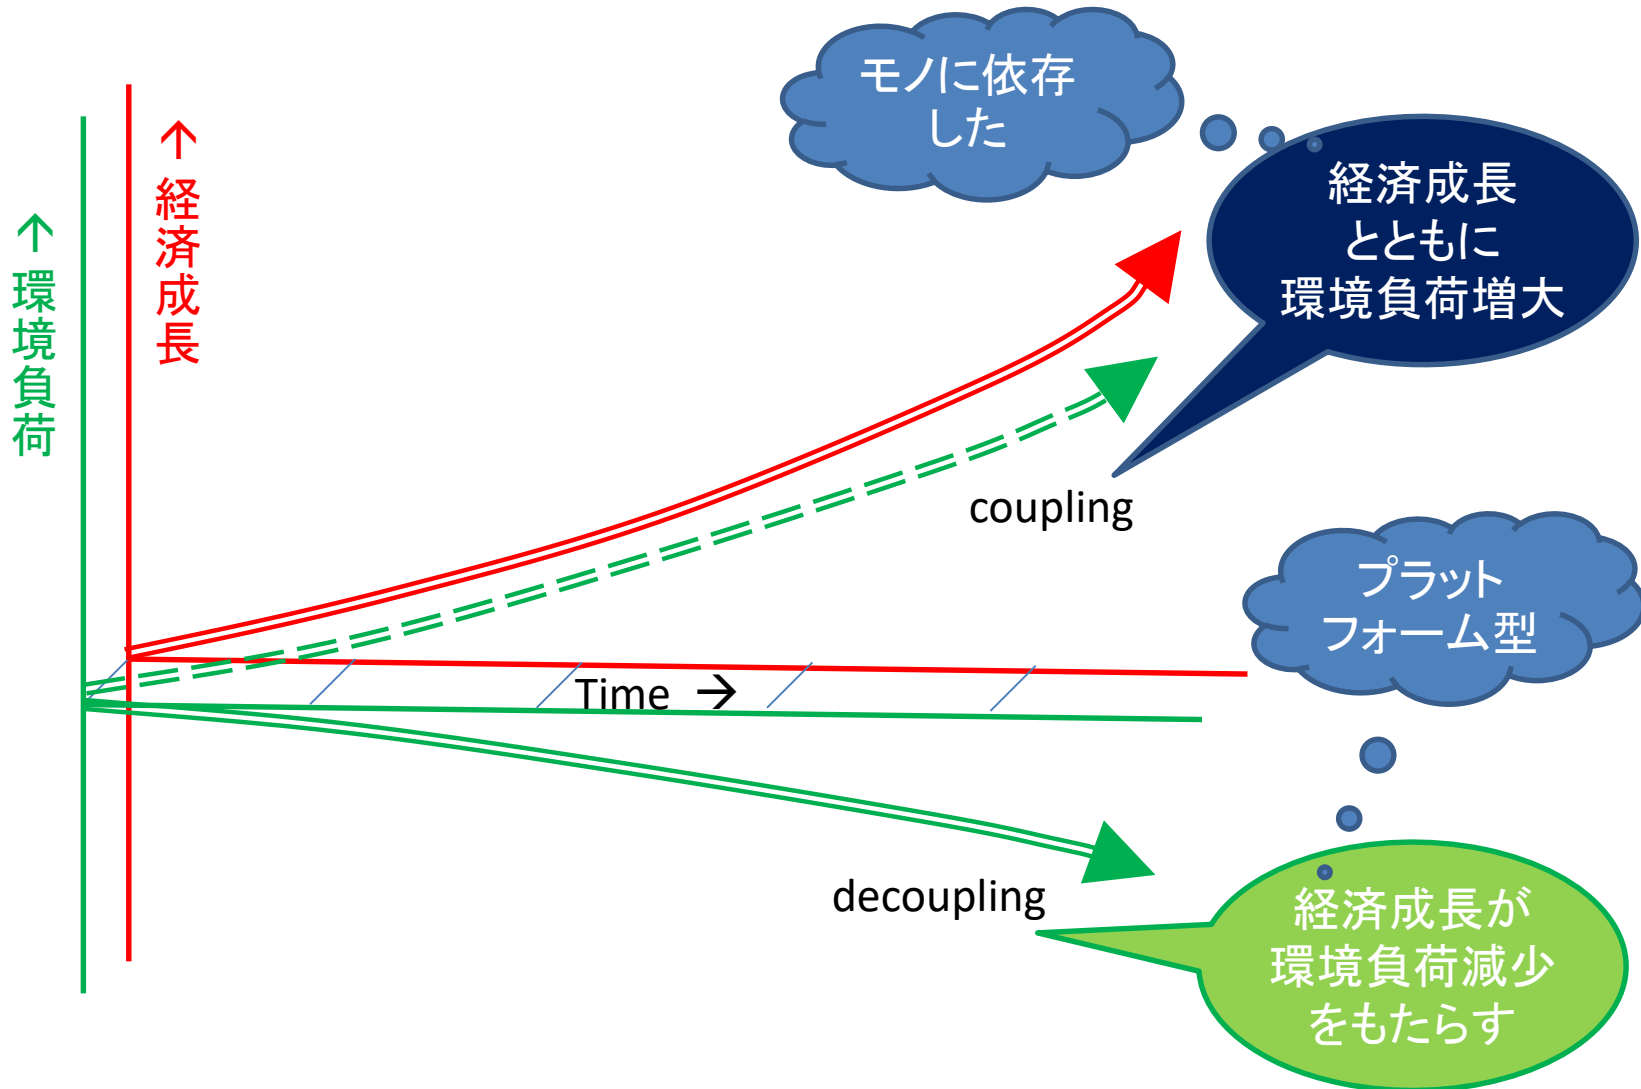 モノに依存
した
↑経済成長
↑環境負荷
経済成長
とともに
環境負荷増大
coupling
プラット
フォーム型
Time →
decoupling
経済成長が
環境負荷減少
をもたらす